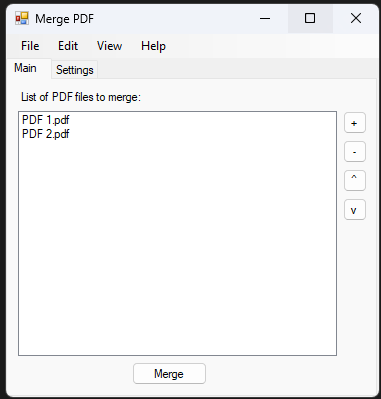 Merge PDF
File Edit View Help
Main Settings
List of PDF files to merge:
PDF 1.pdf
PDF 2.pdf
+
-
^
v
Merge